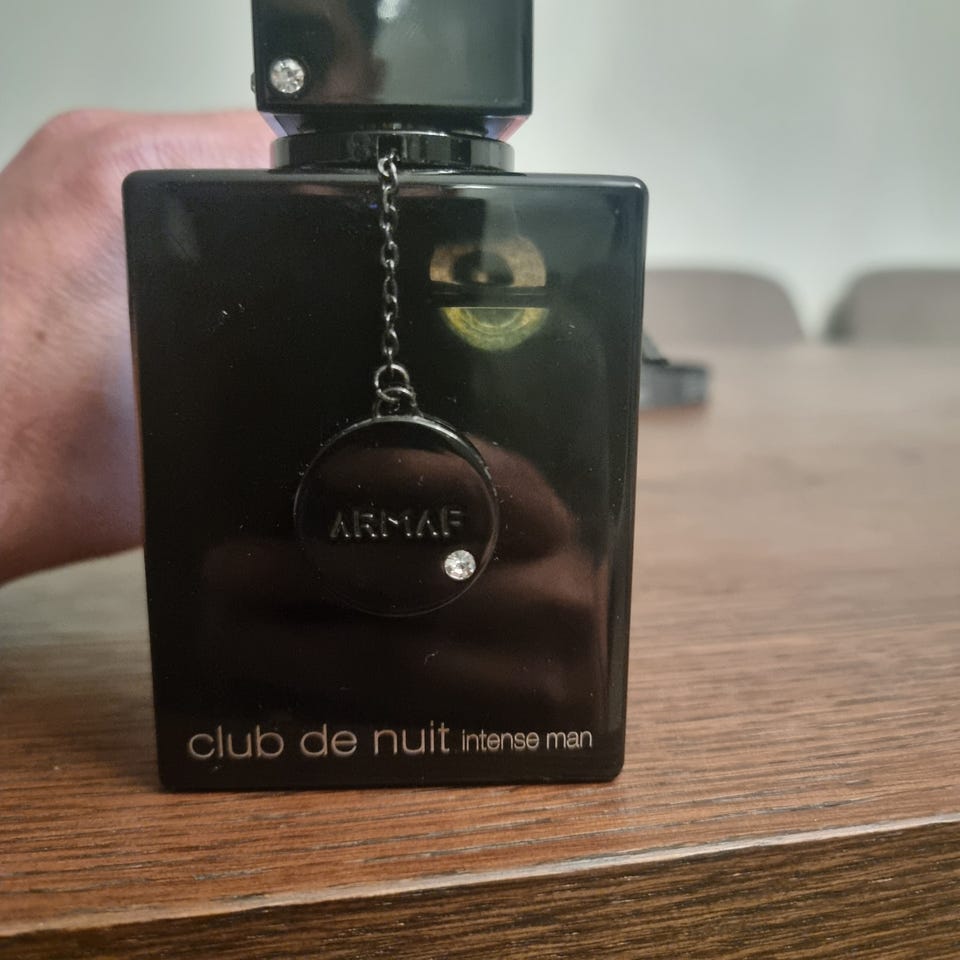 ARMAF
club de nuit intense man